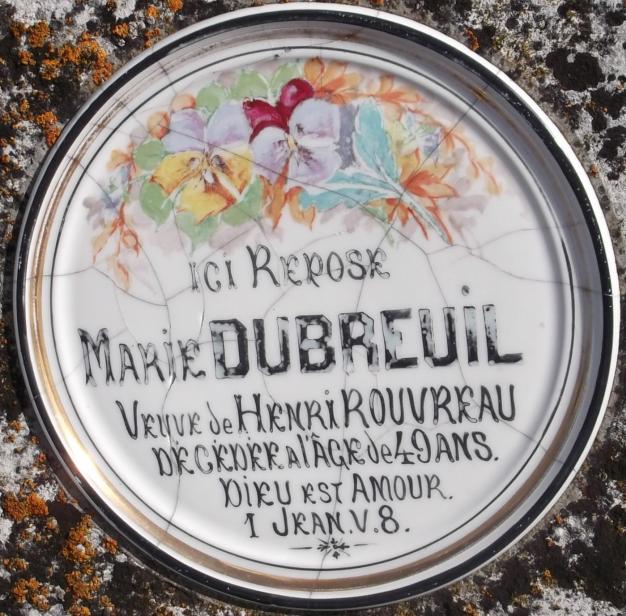 ICI REPOSE
MARIE DUBREUIL
VEUVE de HENRI ROUVREAU
DÉCÉDÉE A l'ÂGE de 49 ANS.
DIEU EST AMOUR.
1 JEAN. V. 8.